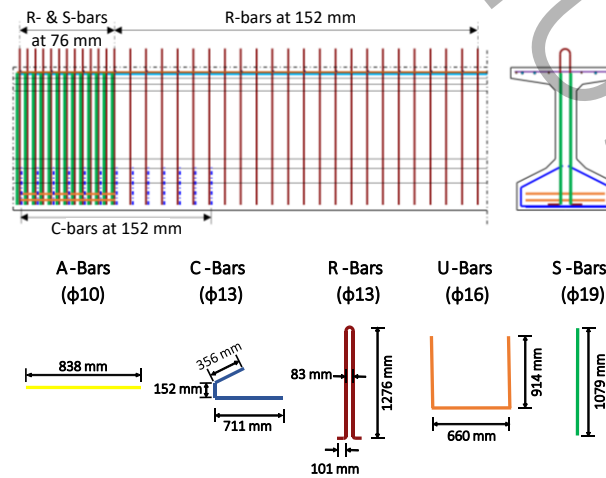 R- & S-bars
at 76 mm
R-bars at 152 mm
C-bars at 152 mm
A-Bars
(ϕ10)
C-Bars
(ϕ13)
R-Bars
(ϕ13)
U-Bars
(ϕ16)
S-Bars
(ϕ19)
838 mm
356 mm
152 mm
711 mm
83 mm
1276 mm
101 mm
914 mm
660 mm
1079 mm